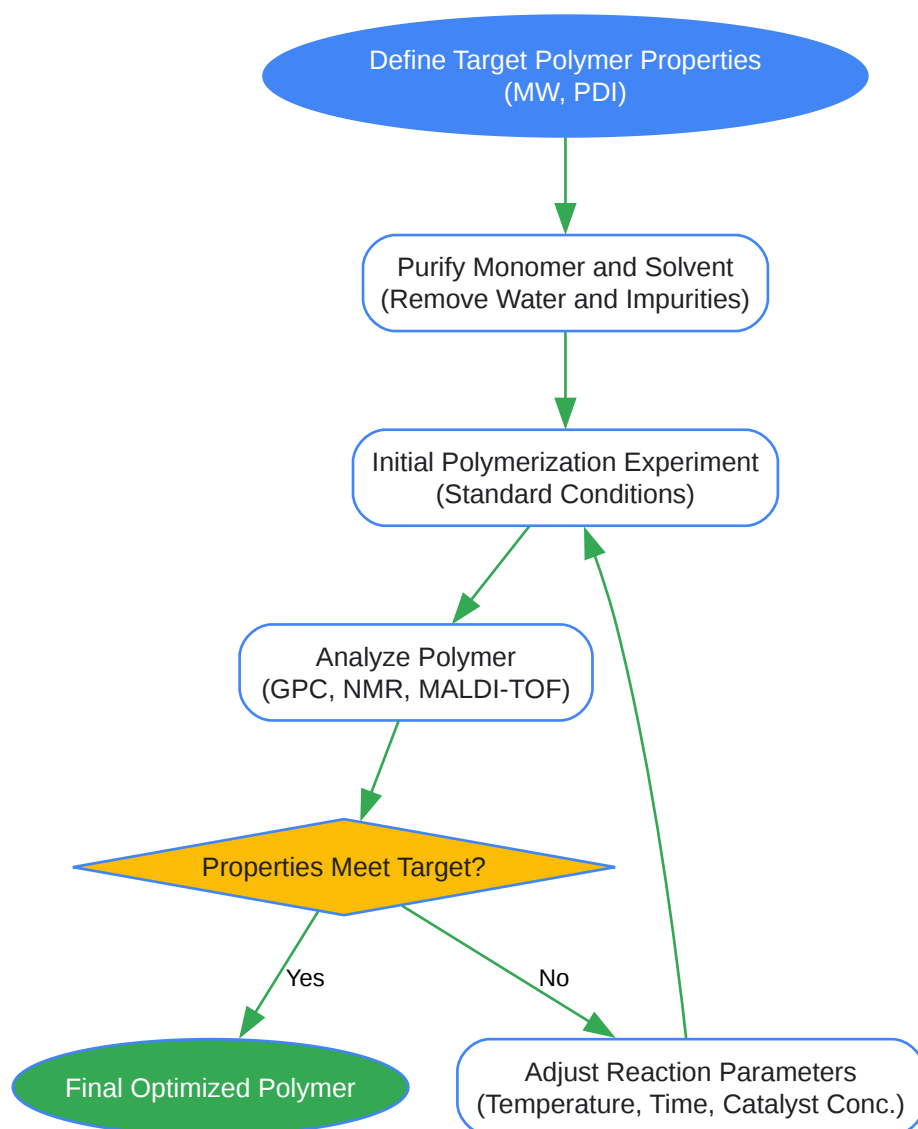 Define Target Polymer Properties
(MW, PDI)
Purify Monomer and Solvent
(Remove Water and Impurities)
Initial Polymerization Experiment
(Standard Conditions)
Analyze Polymer
(GPC, NMR, MALDI-TOF)
Properties Meet Target?
Yes
No
Final Optimized Polymer
Adjust Reaction Parameters
(Temperature, Time, Catalyst Conc.)